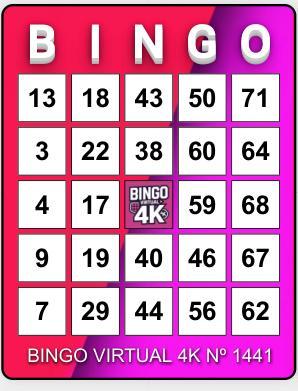 B I N G O
13 18 43 50 71
3 22 38 60 64
4 17 BINGO VIRTUAL 4K 59 68
9 19 40 46 67
7 29 44 56 62
BINGO VIRTUAL 4K Nº 1441